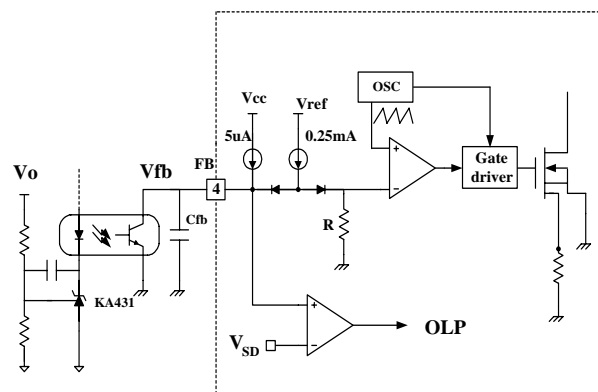 OSC
Vcc
Vref
5uA
0.25mA
Vo
Vfb
FB
4
+
−
Gate
driver
Cfb
R
KA431
+
VSD
−
OLP